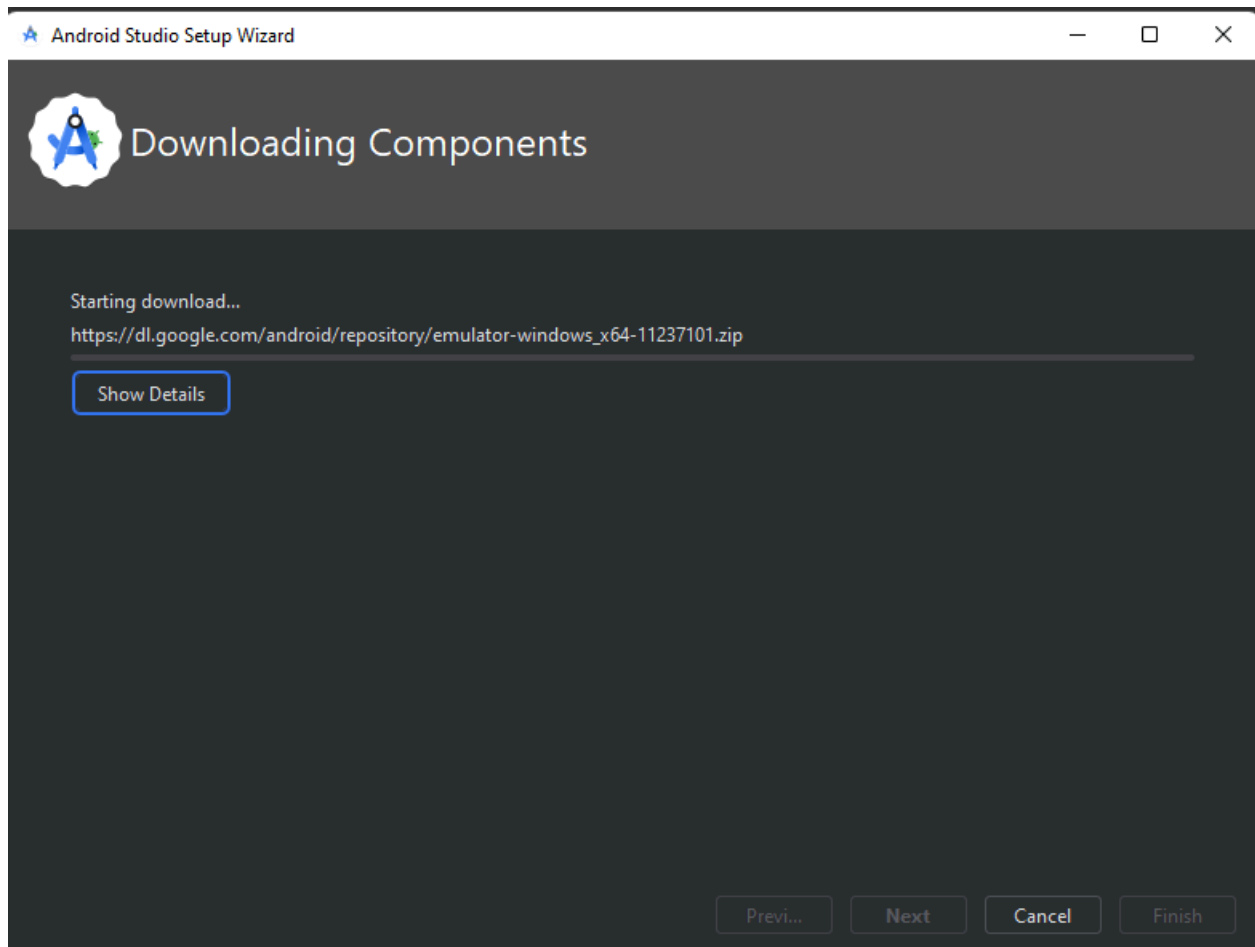 Android Studio Setup Wizard
Downloading Components
Starting download...
https://dl.google.com/android/repository/emulator-windows_x64-11237101.zip
Show Details
Previ... Next Cancel Finish